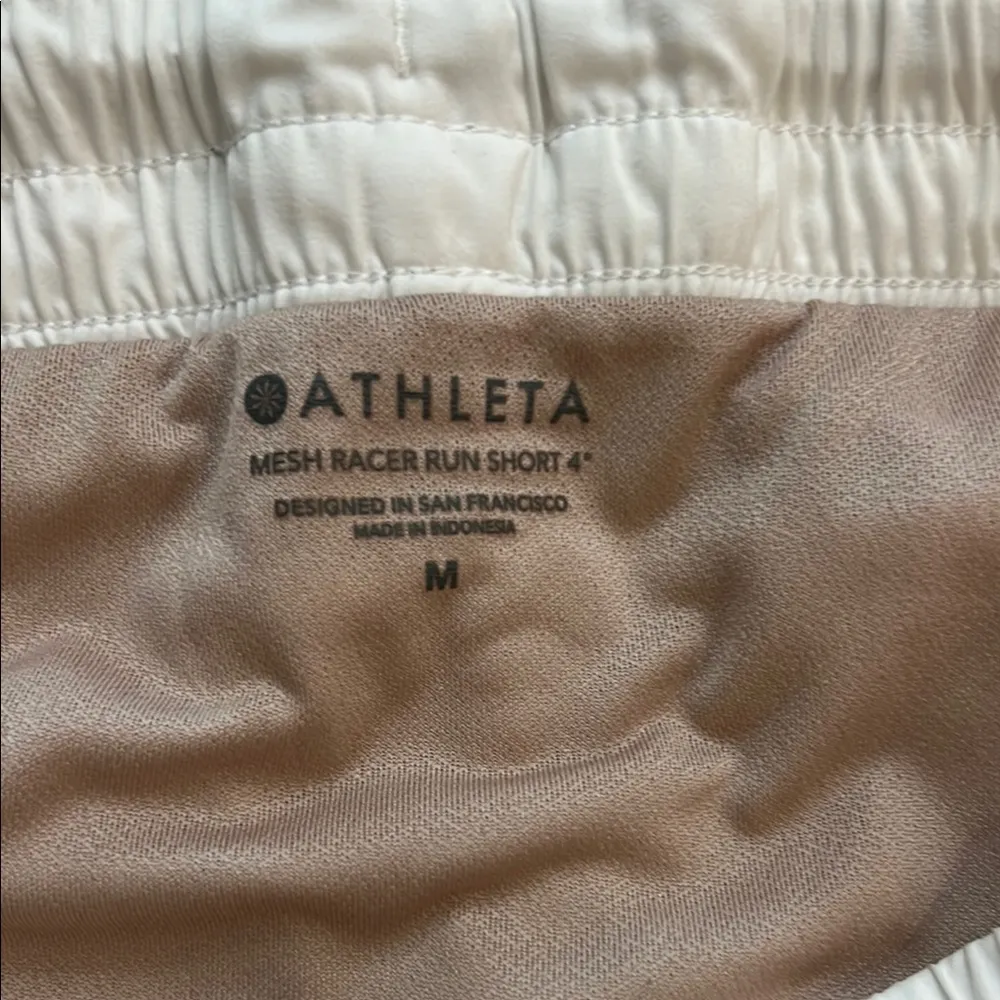 ATHLETA
MESH RACER RUN SHORT 4"
DESIGNED IN SAN FRANCISCO
MADE IN INDONESIA
M